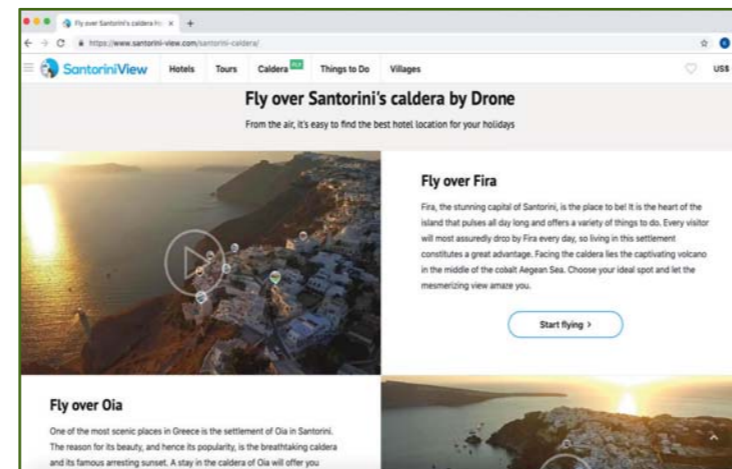 Fly over Santorini's caldera by
https://www.santorini-view.com/santorini-caldera/
SantoriniView
Hotels
Tours
Caldera
Things to Do
Villages
US$
Fly over Santorini's caldera by Drone
From the air, it's easy to find the best hotel location for your holidays
Fly over Fira
Fira, the stunning capital of Santorini, is the place to be! It is the heart of the
island that pulses all day long and offers a variety of things to do. Every visitor
will most assuredly drop by Fira every day, so living in this settlement
constitutes a great advantage. Facing the caldera lies the captivating volcano
in the middle of the cobalt Aegean Sea. Choose your ideal spot and let the
mesmerizing view amaze you.
Start flying >
Fly over Oia
One of the most scenic places in Greece is the settlement of Oia in Santorini.
The reason for its beauty, and hence its popularity, is the breathtaking caldera
and its famous arresting sunset. A stay in the caldera of Oia will offer you